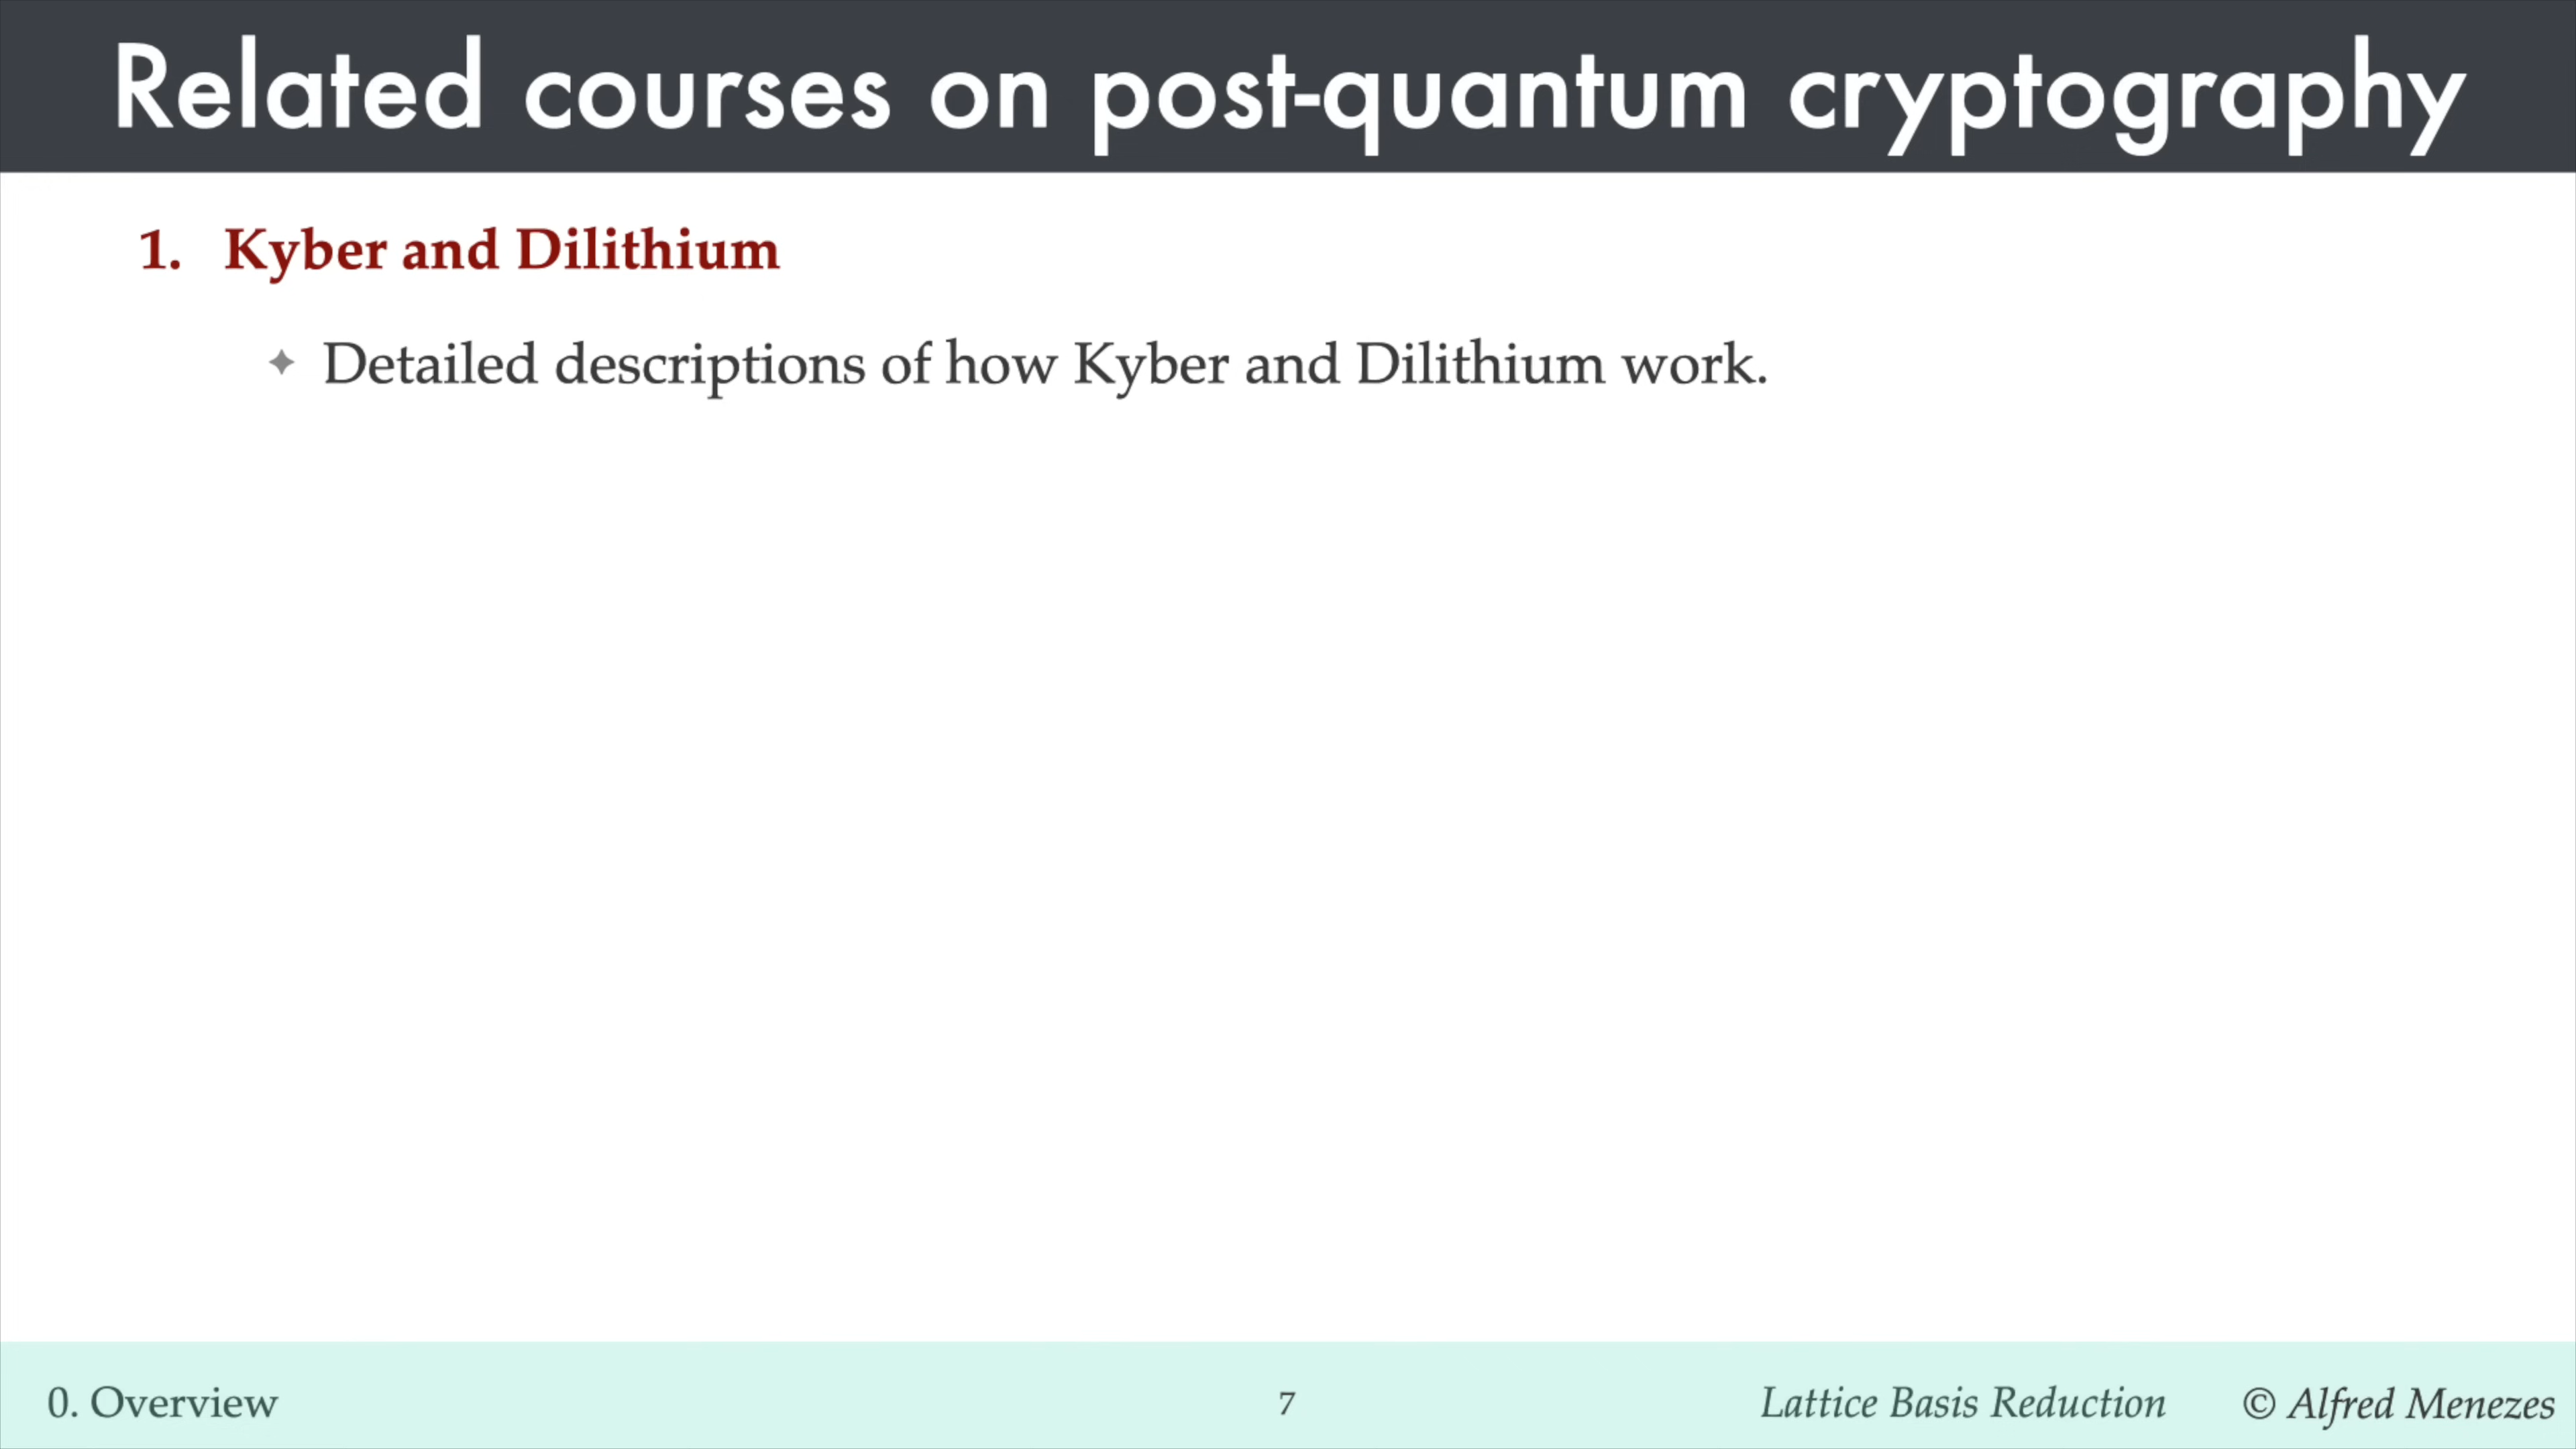 Related courses on post-quantum cryptography
1. Kyber and Dilithium
✦ Detailed descriptions of how Kyber and Dilithium work.
0. Overview
7
Lattice Basis Reduction
© Alfred Menezes